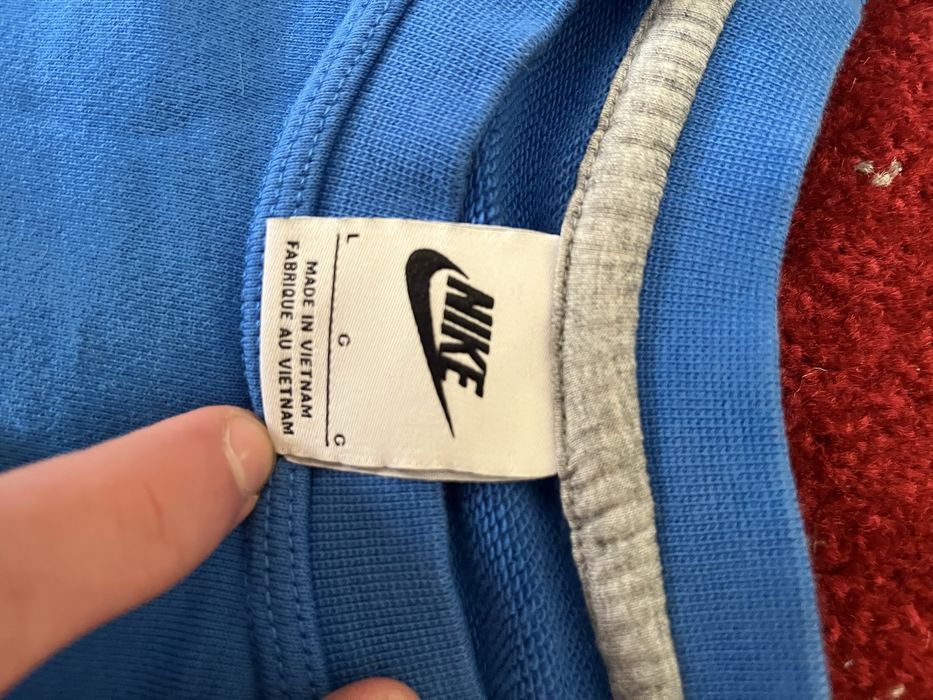 NIKE
L G G
MADE IN VIETNAM
FABRIQUE AU VIETNAM